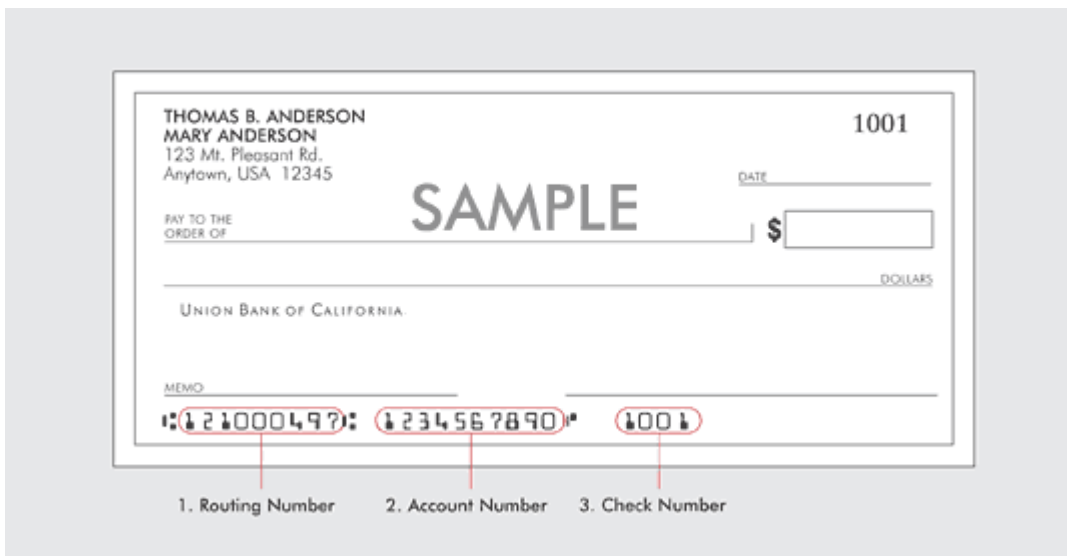 THOMAS B. ANDERSON
MARY ANDERSON
123 Mt. Pleasant Rd.
Anytown, USA 12345
1001
DATE
SAMPLE
PAY TO THE
ORDER OF
$
DOLLARS
UNION BANK OF CALIFORNIA
MEMO
⑆121000497⑆ 1234567890⑈ 1001
1. Routing Number 2. Account Number 3. Check Number